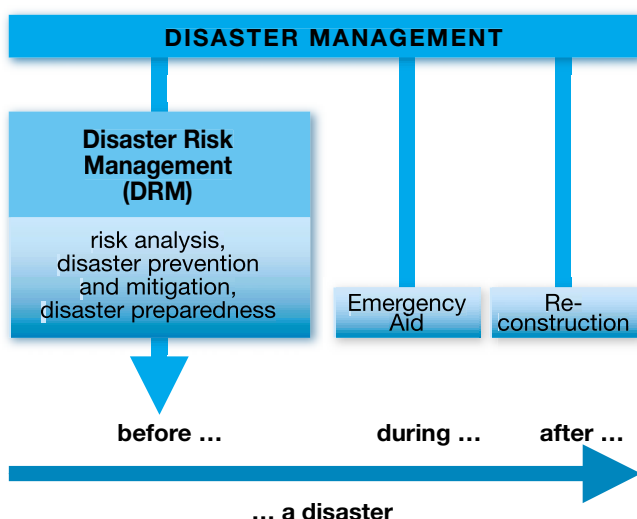 DISASTER MANAGEMENT
Disaster Risk
Management
(DRM)
risk analysis,
disaster prevention
and mitigation,
disaster preparedness
Emergency
Aid
Re-
construction
before ...
during ...
after ...
... a disaster